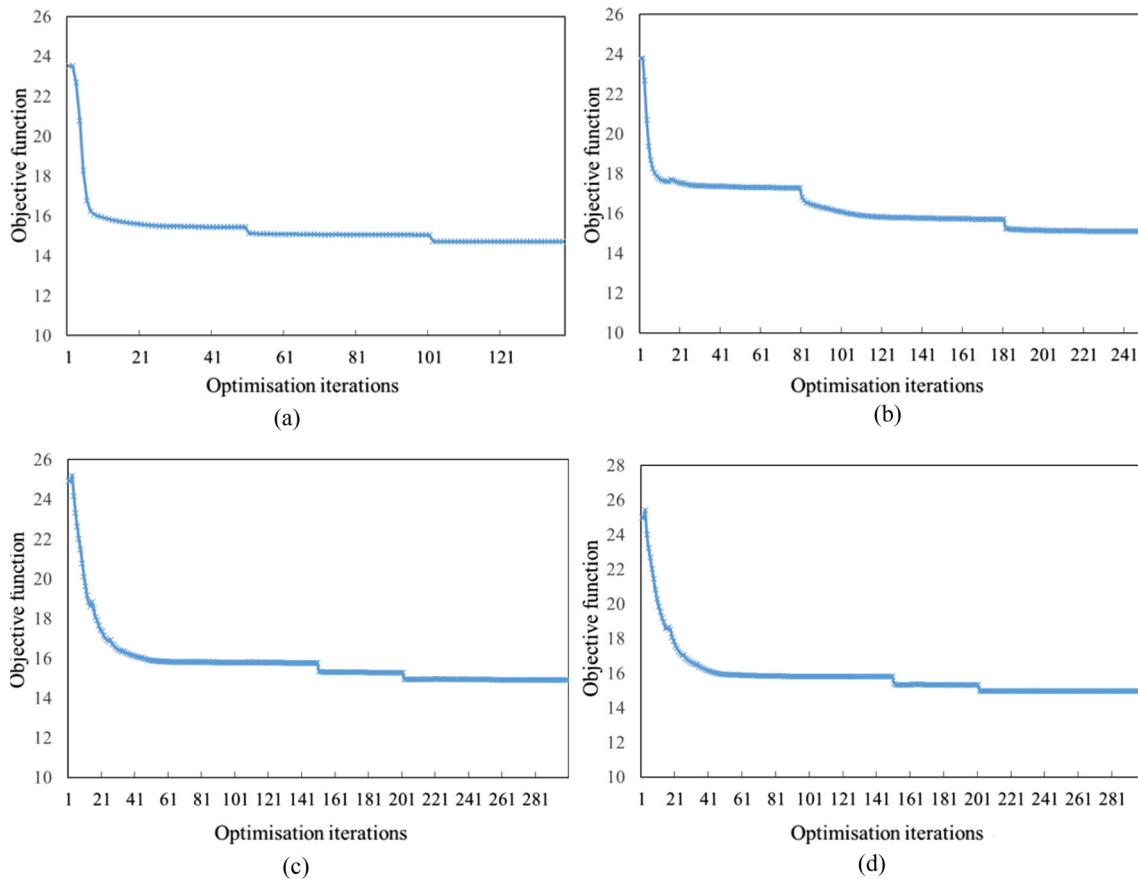 26
24
22
20
18
16
14
12
10
Objective function
1 21 41 61 81 101 121
Optimisation iterations
(a)
26
24
22
20
18
16
14
12
10
Objective function
1 21 41 61 81 101 121 141 161 181 201 221 241
Optimisation iterations
(b)
26
24
22
20
18
16
14
12
10
Objective function
1 21 41 61 81 101 121 141 161 181 201 221 241 261 281
Optimisation iterations
(c)
28
26
24
22
20
18
16
14
12
10
Objective function
1 21 41 61 81 101 121 141 161 181 201 221 241 261 281
Optimisation iterations
(d)